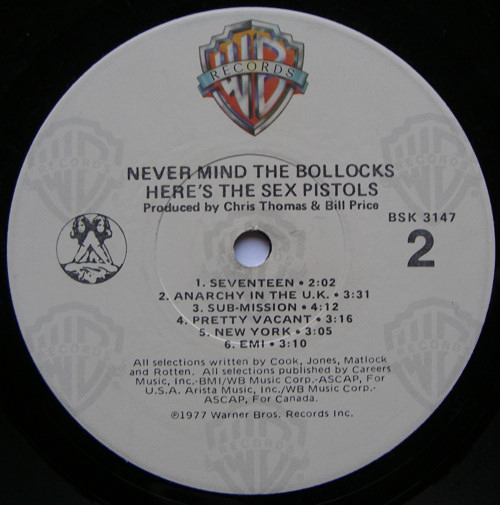 WB
RECORDS
NEVER MIND THE BOLLOCKS
HERE'S THE SEX PISTOLS
Produced by Chris Thomas & Bill Price
BSK 3147
2
1. SEVENTEEN • 2:02
2. ANARCHY IN THE U.K. • 3:31
3. SUB-MISSION • 4:12
4. PRETTY VACANT • 3:16
5. NEW YORK • 3:05
6. EMI • 3:10
All selections written by Cook, Jones, Matlock
and Rotten. All selections published by Careers
Music, Inc.-BMI/WB Music Corp.-ASCAP, For
U.S.A. Arista Music, Inc./WB Music Corp.-
ASCAP, For Canada.
℗1977 Warner Bros. Records Inc.